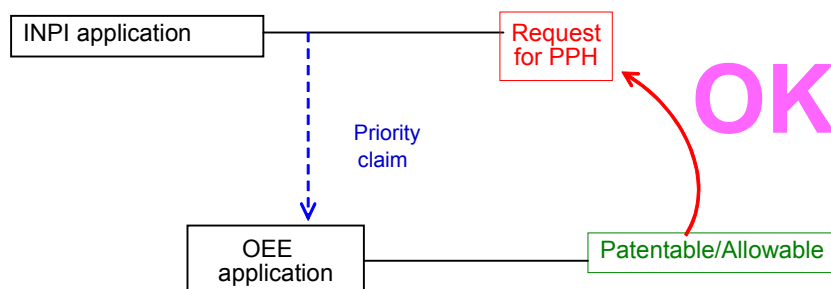 INPI application
Request
for PPH
OK
Priority
claim
OEE
application
Patentable/Allowable